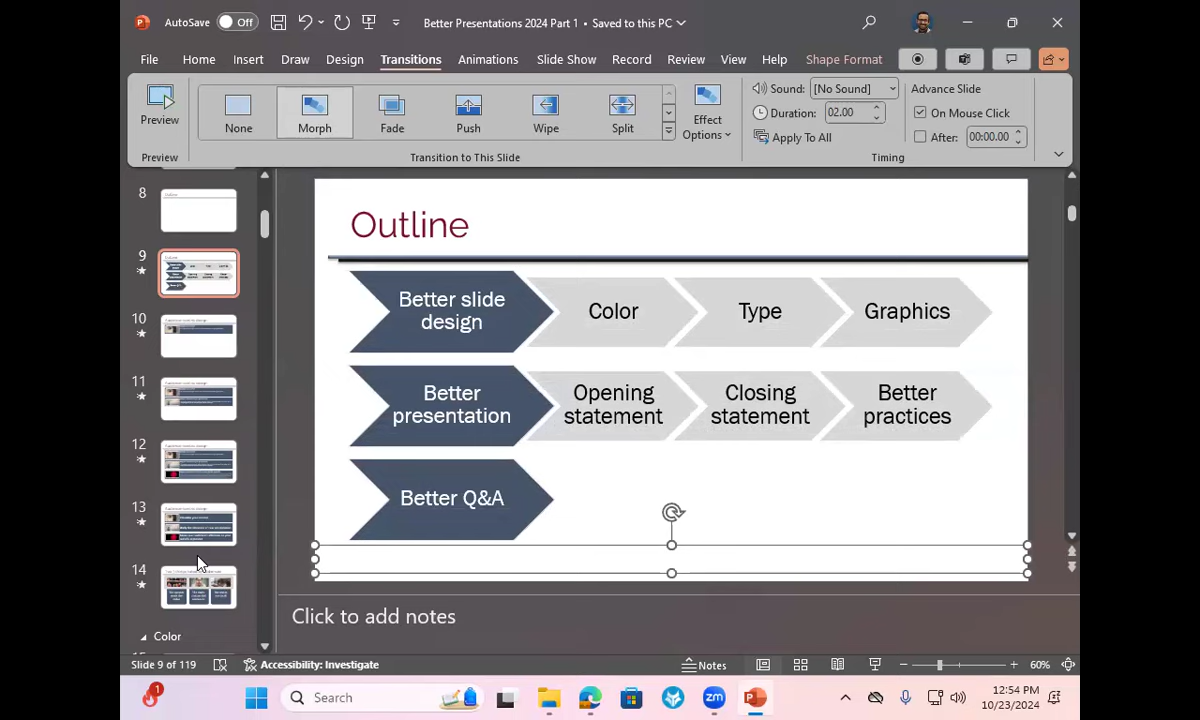 AutoSave Off Better Presentations 2024 Part 1 • Saved to this PC
File Home Insert Draw Design Transitions Animations Slide Show Record Review View Help Shape Format
Preview
None
Morph
Fade
Push
Wipe
Split
Effect
Options
Sound: [No Sound]
Duration: 02.00
Apply To All
Advance Slide
On Mouse Click
After: 00:00.00
Preview
Transition to This Slide
Timing
8
9
10
11
12
13
14
Color
Outline
Better slide
design
Color
Type
Graphics
Better
presentation
Opening
statement
Closing
statement
Better
practices
Better Q&A
Click to add notes
Slide 9 of 119 Accessibility: Investigate Notes 60%
1
Search
zm
12:54 PM
10/23/2024